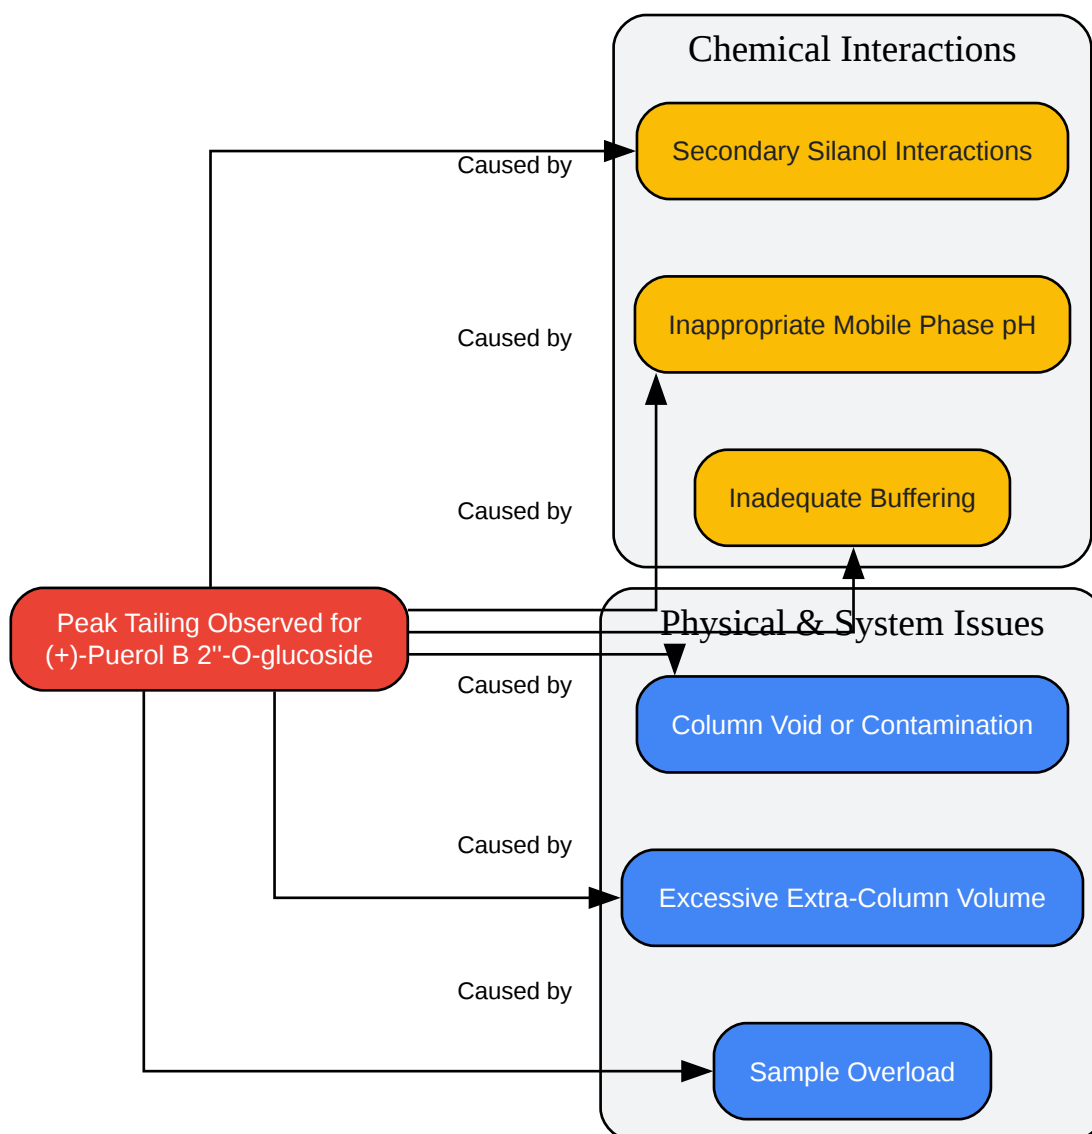 Chemical Interactions
Secondary Silanol Interactions
Caused by
Inappropriate Mobile Phase pH
Caused by
Inadequate Buffering
Caused by
Peak Tailing Observed for
(+)-Puerol B 2''-O-glucoside
Physical & System Issues
Caused by
Column Void or Contamination
Caused by
Excessive Extra-Column Volume
Caused by
Sample Overload